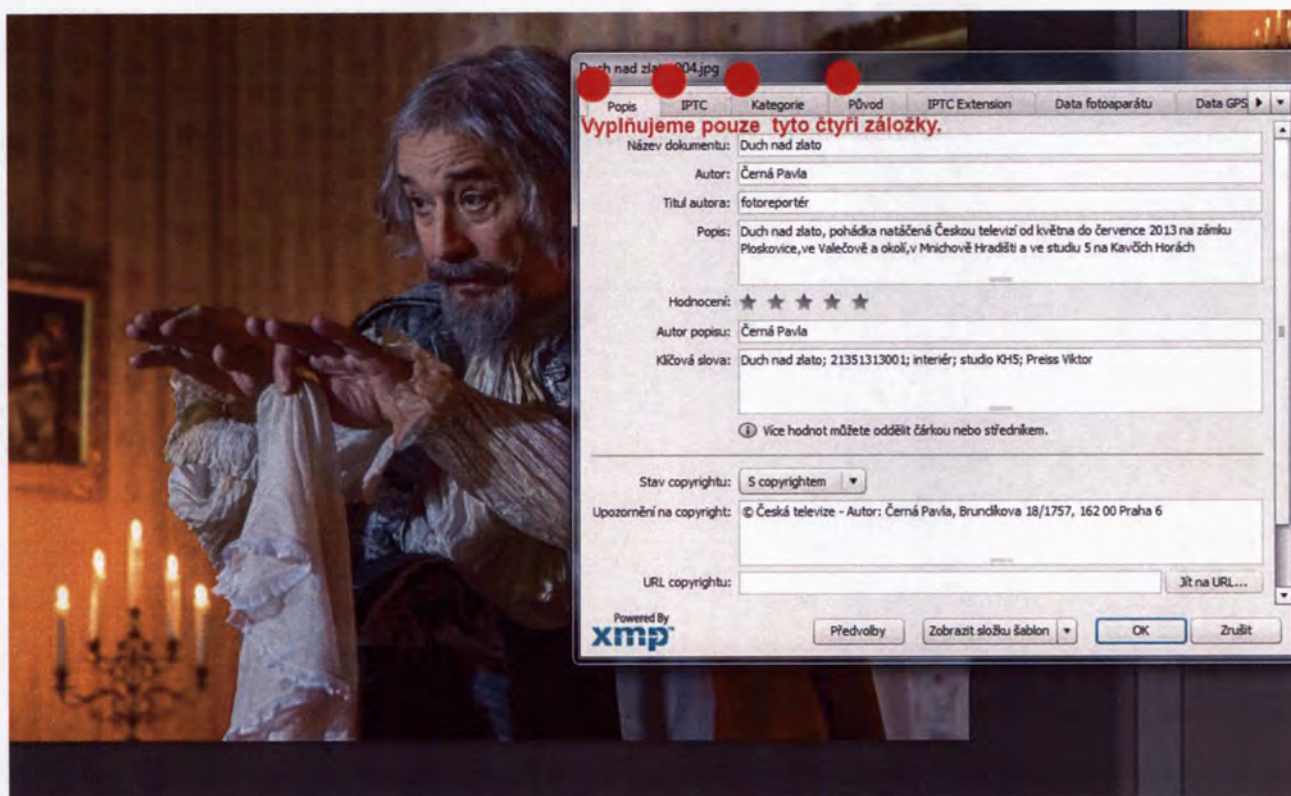 Duch nad zlato 004.jpg
Popis IPTC Kategorie Původ IPTC Extension Data fotoaparátu Data GPS
Vyplňujeme pouze tyto čtyři záložky.
Název dokumentu: Duch nad zlato
Autor: Černá Pavla
Titul autora: fotoreportér
Popis: Duch nad zlato, pohádka natáčená Českou televizí od května do července 2013 na zámku
Ploskovice,ve Valečově a okolí,v Mnichově Hradišti a ve studiu 5 na Kavčích Horách
Hodnocení:
Autor popisu: Černá Pavla
Klíčová slova: Duch nad zlato; 21351313001; interiér; studio KH5; Preiss Viktor
Více hodnot můžete oddělit čárkou nebo středníkem.
Stav copyrightu: S copyrightem
Upozornění na copyright: © Česká televize - Autor: Černá Pavla, Brunclíkova 18/1757, 162 00 Praha 6
URL copyrightu: Jít na URL...
Powered By
xmp Předvolby Zobrazit složku šablon OK Zrušit